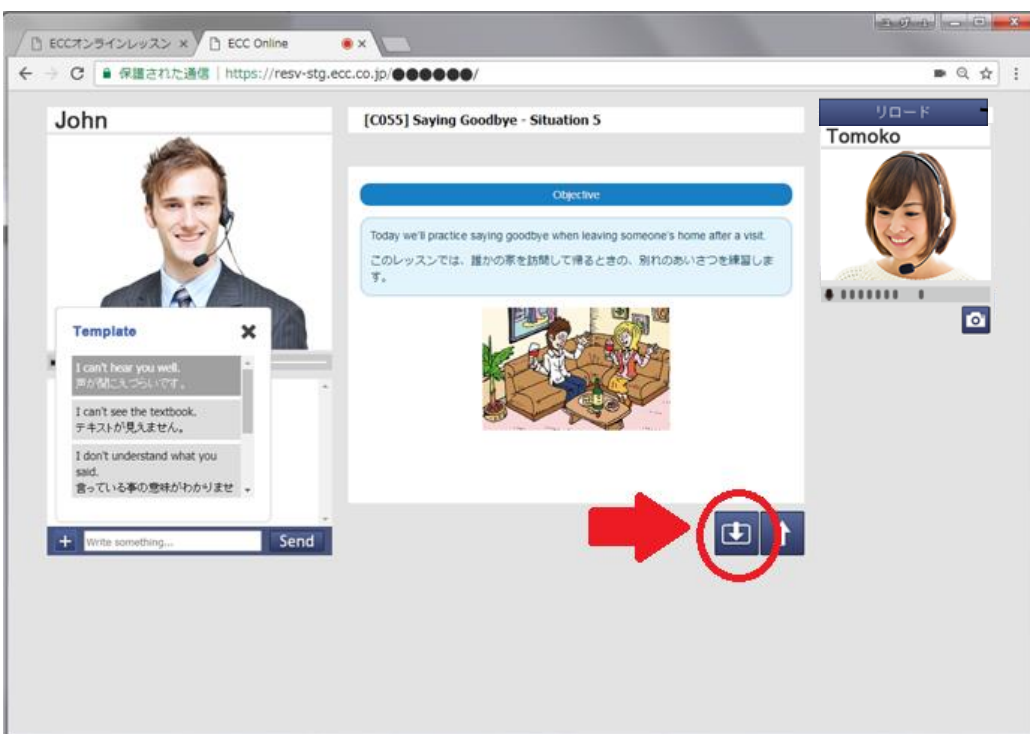 ECCオンラインレッスン
ECC Online
ユーザー1
保護された通信 | https://resv-stg.ecc.co.jp/●●●●●●/
John
[C055] Saying Goodbye - Situation 5
リロード
Tomoko
Objective
Today we'll practice saying goodbye when leaving someone's home after a visit.
このレッスンでは、誰かの家を訪問して帰るときの、別れのあいさつを練習しま
す。
Template
I can't hear you well.
声が聞こえづらいです。
I can't see the textbook.
テキストが見えません。
I don't understand what you
said.
言っている事の意味がわかりませ
Write something...
Send